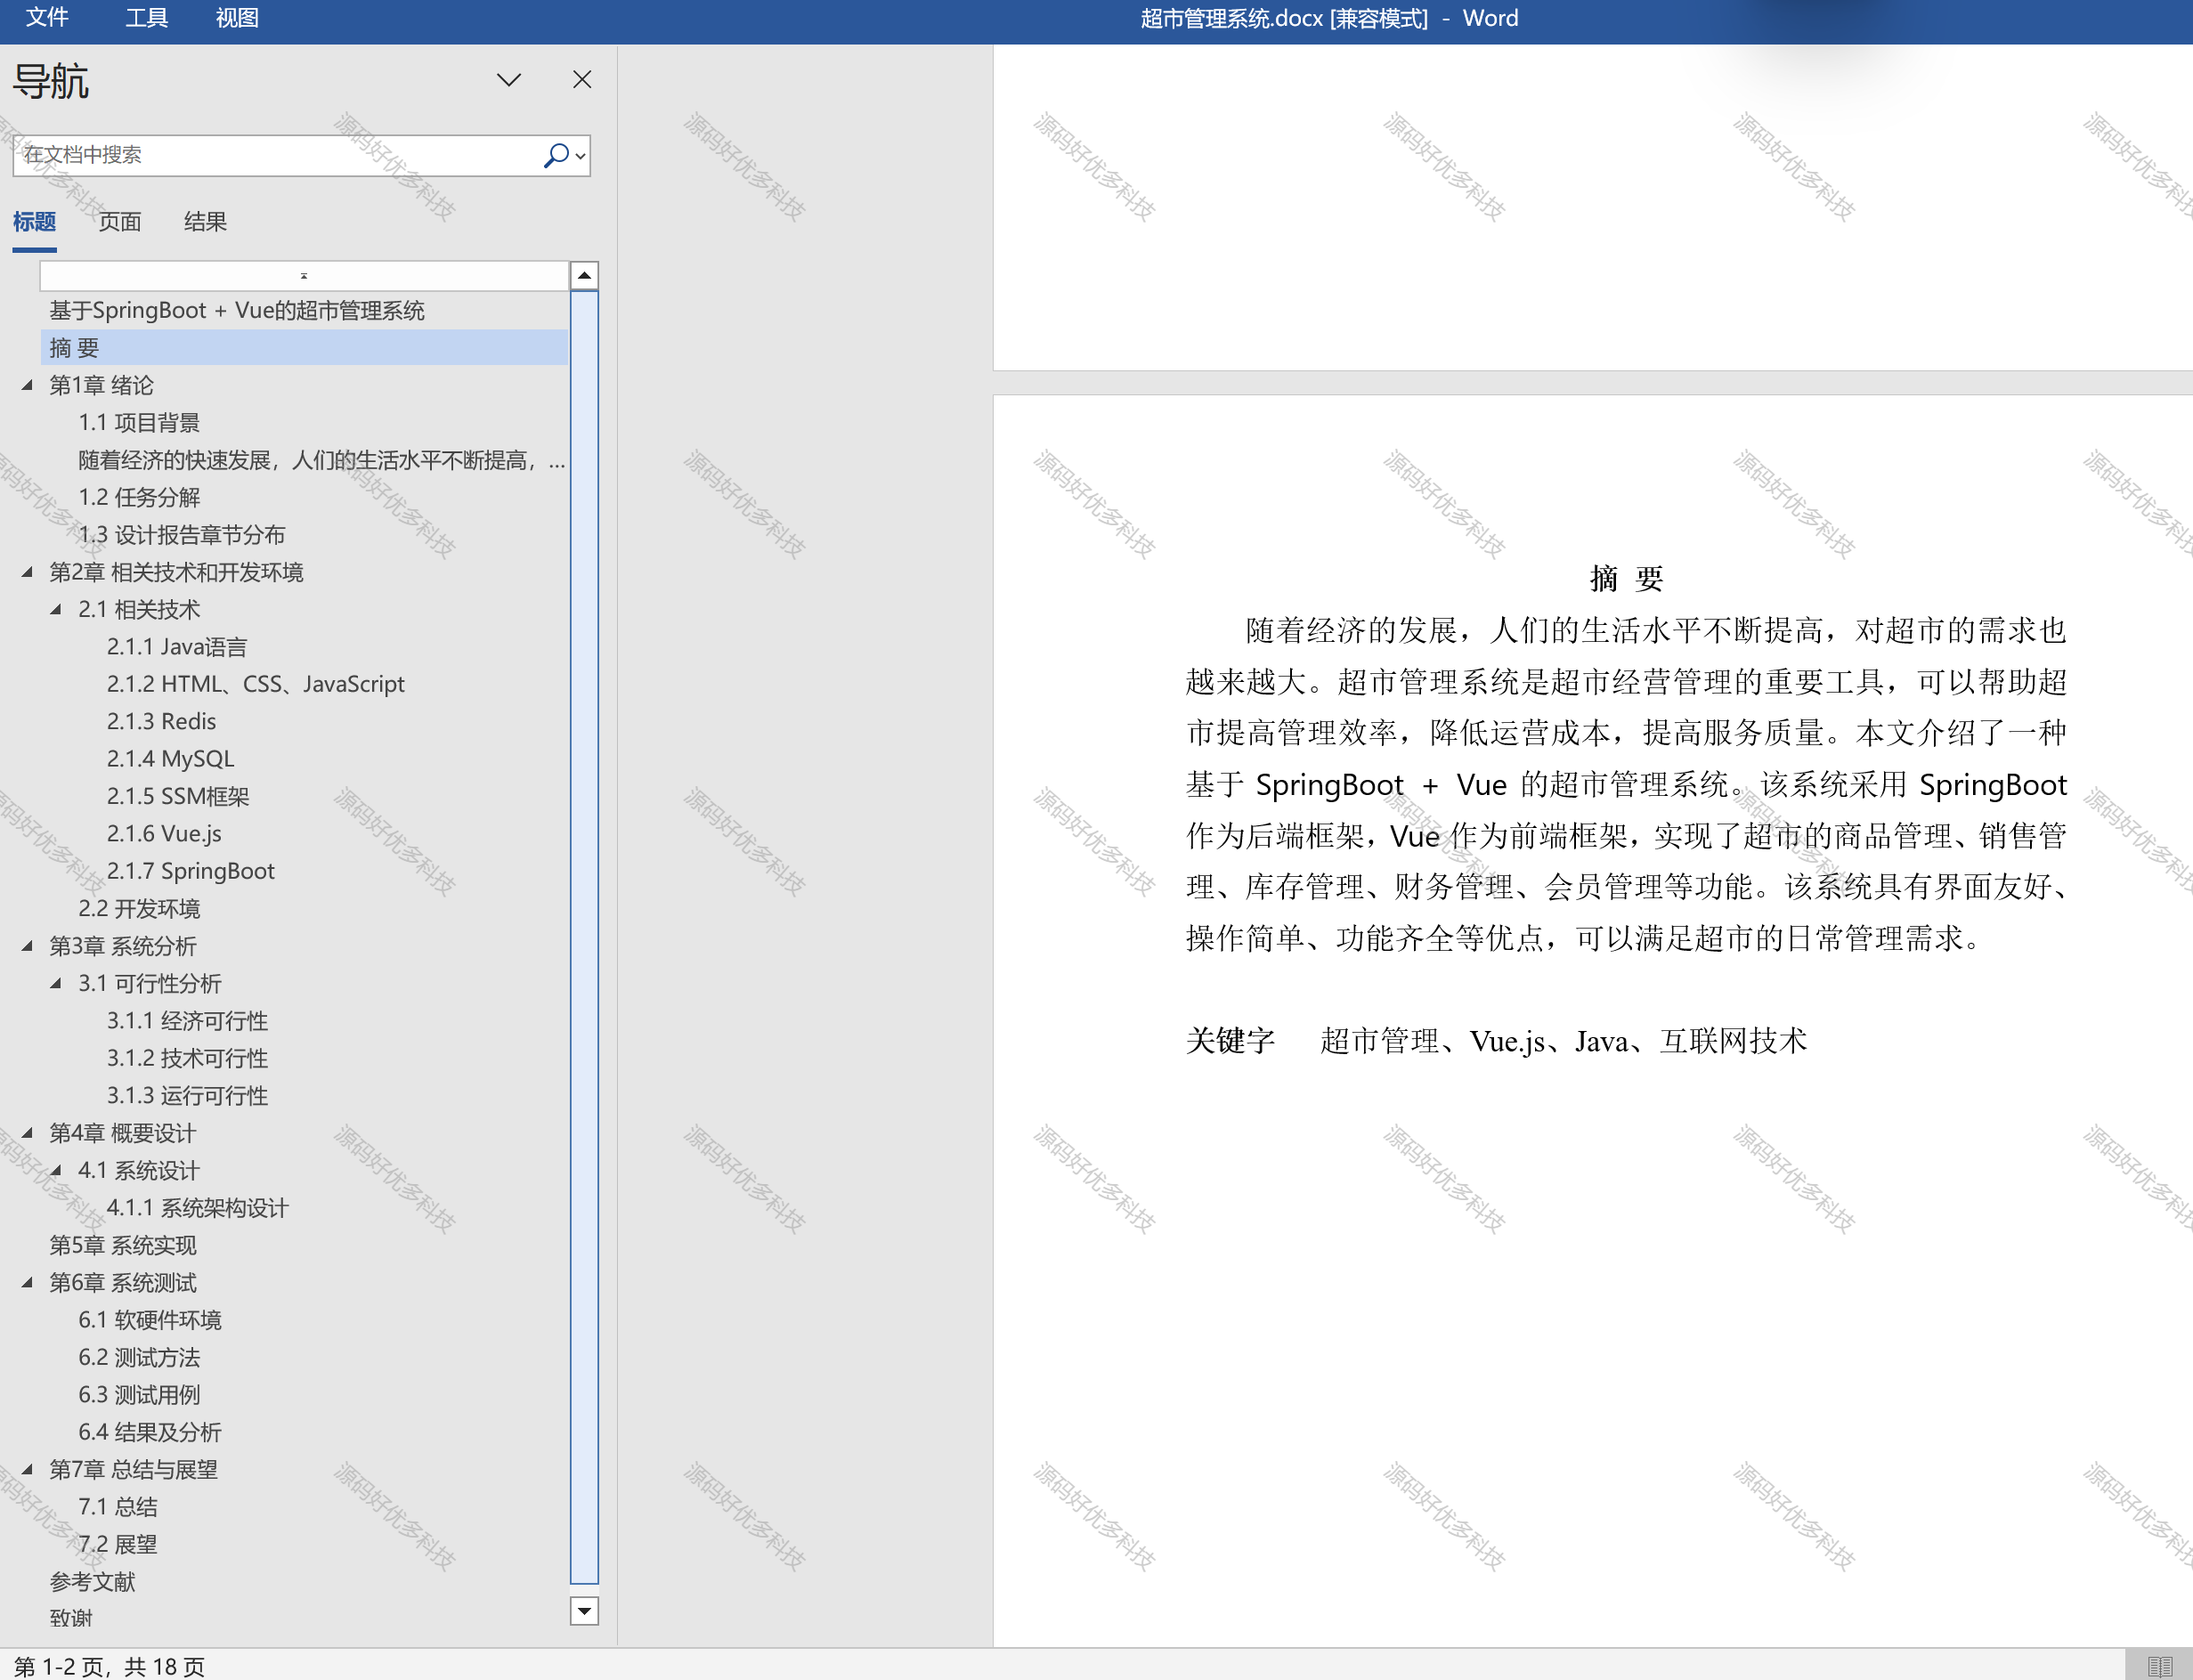 文件 工具 视图 超市管理系统.docx [兼容模式] - Word
导航
在文档中搜索
标题 页面 结果
基于SpringBoot + Vue的超市管理系统
摘 要
第1章 绪论
1.1 项目背景
随着经济的快速发展，人们的生活水平不断提高，...
1.2 任务分解
1.3 设计报告章节分布
第2章 相关技术和开发环境
2.1 相关技术
2.1.1 Java语言
2.1.2 HTML、CSS、JavaScript
2.1.3 Redis
2.1.4 MySQL
2.1.5 SSM框架
2.1.6 Vue.js
2.1.7 SpringBoot
2.2 开发环境
第3章 系统分析
3.1 可行性分析
3.1.1 经济可行性
3.1.2 技术可行性
3.1.3 运行可行性
第4章 概要设计
4.1 系统设计
4.1.1 系统架构设计
第5章 系统实现
第6章 系统测试
6.1 软硬件环境
6.2 测试方法
6.3 测试用例
6.4 结果及分析
第7章 总结与展望
7.1 总结
7.2 展望
参考文献
致谢
摘 要
随着经济的发展，人们的生活水平不断提高，对超市的需求也
越来越大。超市管理系统是超市经营管理的重要工具，可以帮助超
市提高管理效率，降低运营成本，提高服务质量。本文介绍了一种
基于 SpringBoot + Vue 的超市管理系统。该系统采用 SpringBoot
作为后端框架，Vue 作为前端框架，实现了超市的商品管理、销售管
理、库存管理、财务管理、会员管理等功能。该系统具有界面友好、
操作简单、功能齐全等优点，可以满足超市的日常管理需求。
关键字 超市管理、Vue.js、Java、互联网技术
第 1-2 页，共 18 页
源码好优多科技